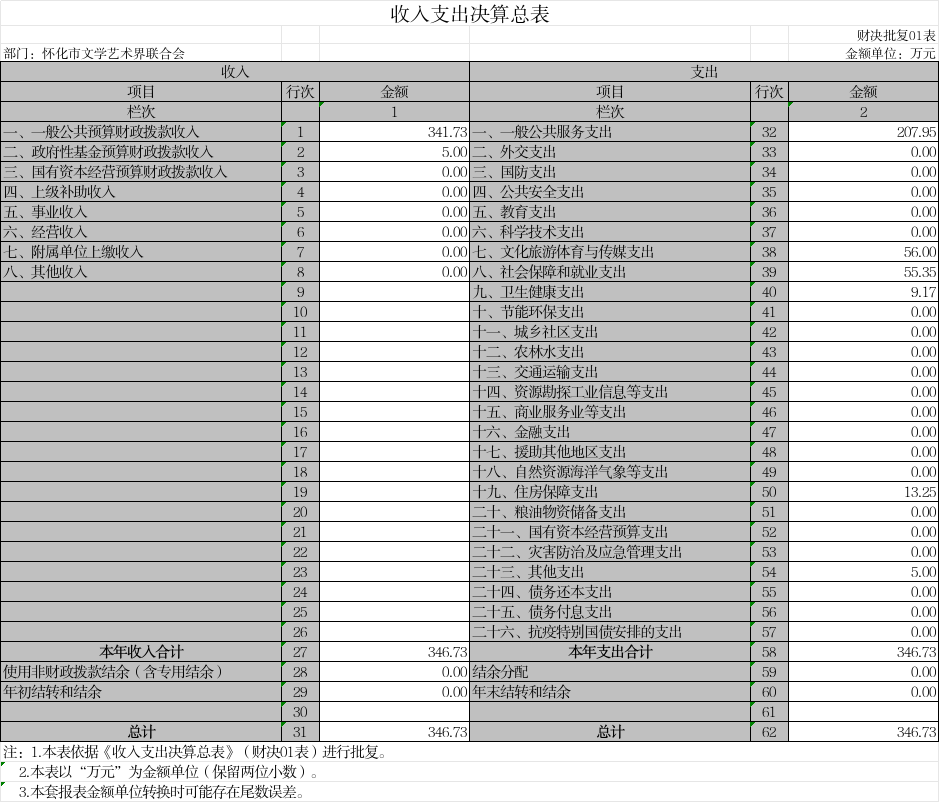 收入支出决算总表
财决批复01表
部门：怀化市文学艺术界联合会 金额单位：万元
收入 支出
项目 行次 金额 项目 行次 金额
栏次 1 栏次 2
一、一般公共预算财政拨款收入 1 341.73 一、一般公共服务支出 32 207.95
二、政府性基金预算财政拨款收入 2 5.00 二、外交支出 33 0.00
三、国有资本经营预算财政拨款收入 3 0.00 三、国防支出 34 0.00
四、上级补助收入 4 0.00 四、公共安全支出 35 0.00
五、事业收入 5 0.00 五、教育支出 36 0.00
六、经营收入 6 0.00 六、科学技术支出 37 0.00
七、附属单位上缴收入 7 0.00 七、文化旅游体育与传媒支出 38 56.00
八、其他收入 8 0.00 八、社会保障和就业支出 39 55.35
9 九、卫生健康支出 40 9.17
10 十、节能环保支出 41 0.00
11 十一、城乡社区支出 42 0.00
12 十二、农林水支出 43 0.00
13 十三、交通运输支出 44 0.00
14 十四、资源勘探工业信息等支出 45 0.00
15 十五、商业服务业等支出 46 0.00
16 十六、金融支出 47 0.00
17 十七、援助其他地区支出 48 0.00
18 十八、自然资源海洋气象等支出 49 0.00
19 十九、住房保障支出 50 13.25
20 二十、粮油物资储备支出 51 0.00
21 二十一、国有资本经营预算支出 52 0.00
22 二十二、灾害防治及应急管理支出 53 0.00
23 二十三、其他支出 54 5.00
24 二十四、债务还本支出 55 0.00
25 二十五、债务付息支出 56 0.00
26 二十六、抗疫特别国债安排的支出 57 0.00
本年收入合计 27 346.73 本年支出合计 58 346.73
使用非财政拨款结余（含专用结余） 28 0.00 结余分配 59 0.00
年初结转和结余 29 0.00 年末结转和结余 60 0.00
30 61
总计 31 346.73 总计 62 346.73
注：1.本表依据《收入支出决算总表》（财决01表）进行批复。
2.本表以“万元”为金额单位（保留两位小数）。
3.本套报表金额单位转换时可能存在尾数误差。